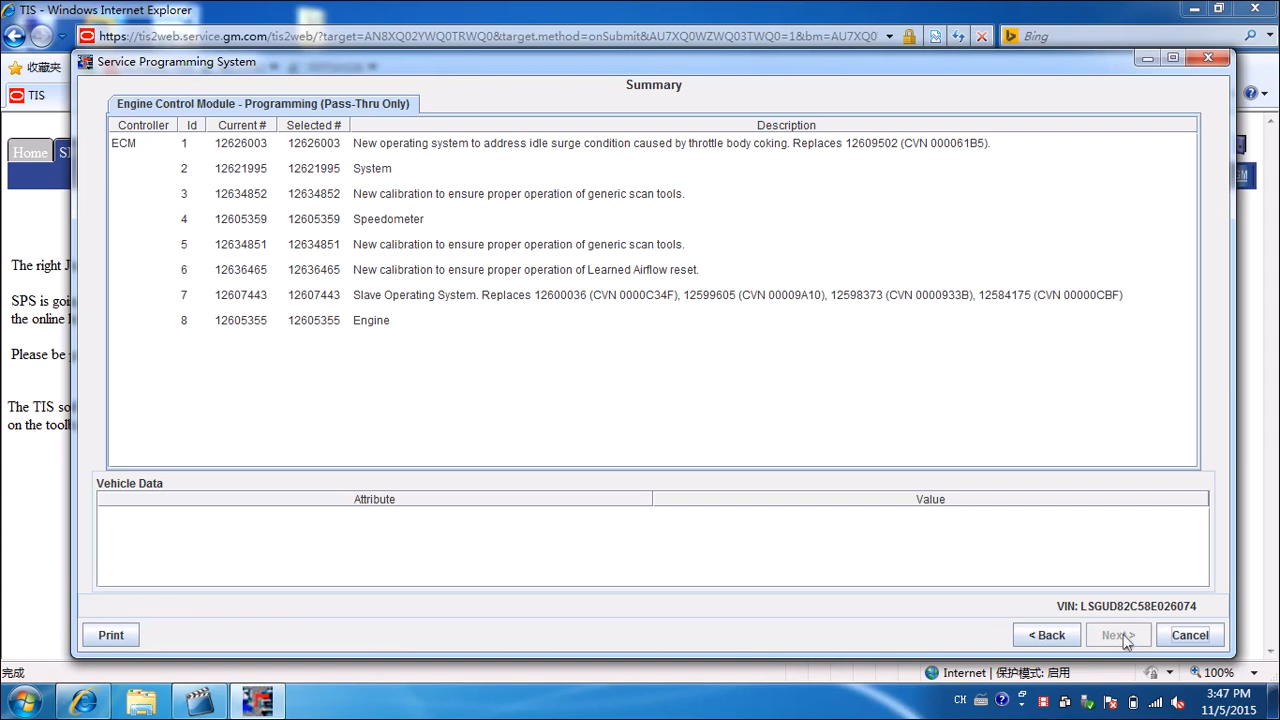 TIS - Windows Internet Explorer
https://tis2web.service.gm.com/tis2web/?target=AN8XQ02YWQ0TRWQ0&target.method=onSubmit&AU7XQ0WZWQ03TWQ0=1&bm=AU7XQ0
Bing
收藏夹
Service Programming System
TIS
Summary
Engine Control Module - Programming (Pass-Thru Only)
Controller Id Current # Selected # Description
ECM 1 12626003 12626003 New operating system to address idle surge condition caused by throttle body coking. Replaces 12609502 (CVN 000061B5).
Home
2 12621995 12621995 System
3 12634852 12634852 New calibration to ensure proper operation of generic scan tools.
4 12605359 12605359 Speedometer
5 12634851 12634851 New calibration to ensure proper operation of generic scan tools.
The right J
6 12636465 12636465 New calibration to ensure proper operation of Learned Airflow reset.
SPS is goi
7 12607443 12607443 Slave Operating System. Replaces 12600036 (CVN 0000C34F), 12599605 (CVN 00009A10), 12598373 (CVN 0000933B), 12584175 (CVN 00000CBF)
the online
8 12605355 12605355 Engine
Please be
The TIS so
on the toolb
Vehicle Data
Attribute Value
VIN: LSGUD82C58E026074
Print < Back Next > Cancel
完成 Internet | 保护模式: 启用 100%
CH 3:47 PM
11/5/2015